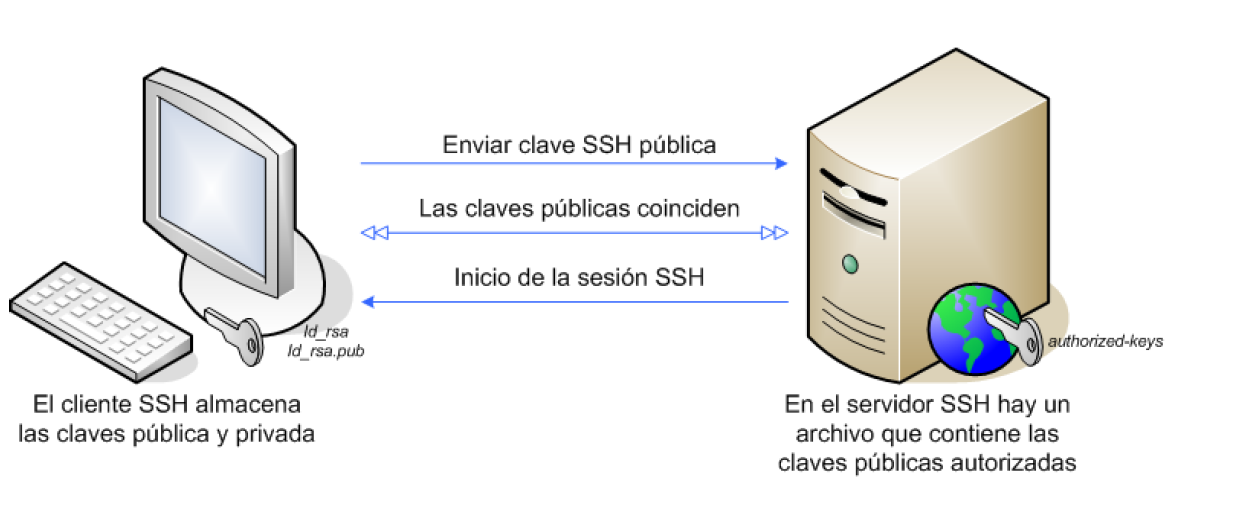 Enviar clave SSH pública
Las claves públicas coinciden
Inicio de la sesión SSH
Id_rsa
Id_rsa.pub
authorized-keys
El cliente SSH almacena
las claves pública y privada
En el servidor SSH hay un
archivo que contiene las
claves públicas autorizadas